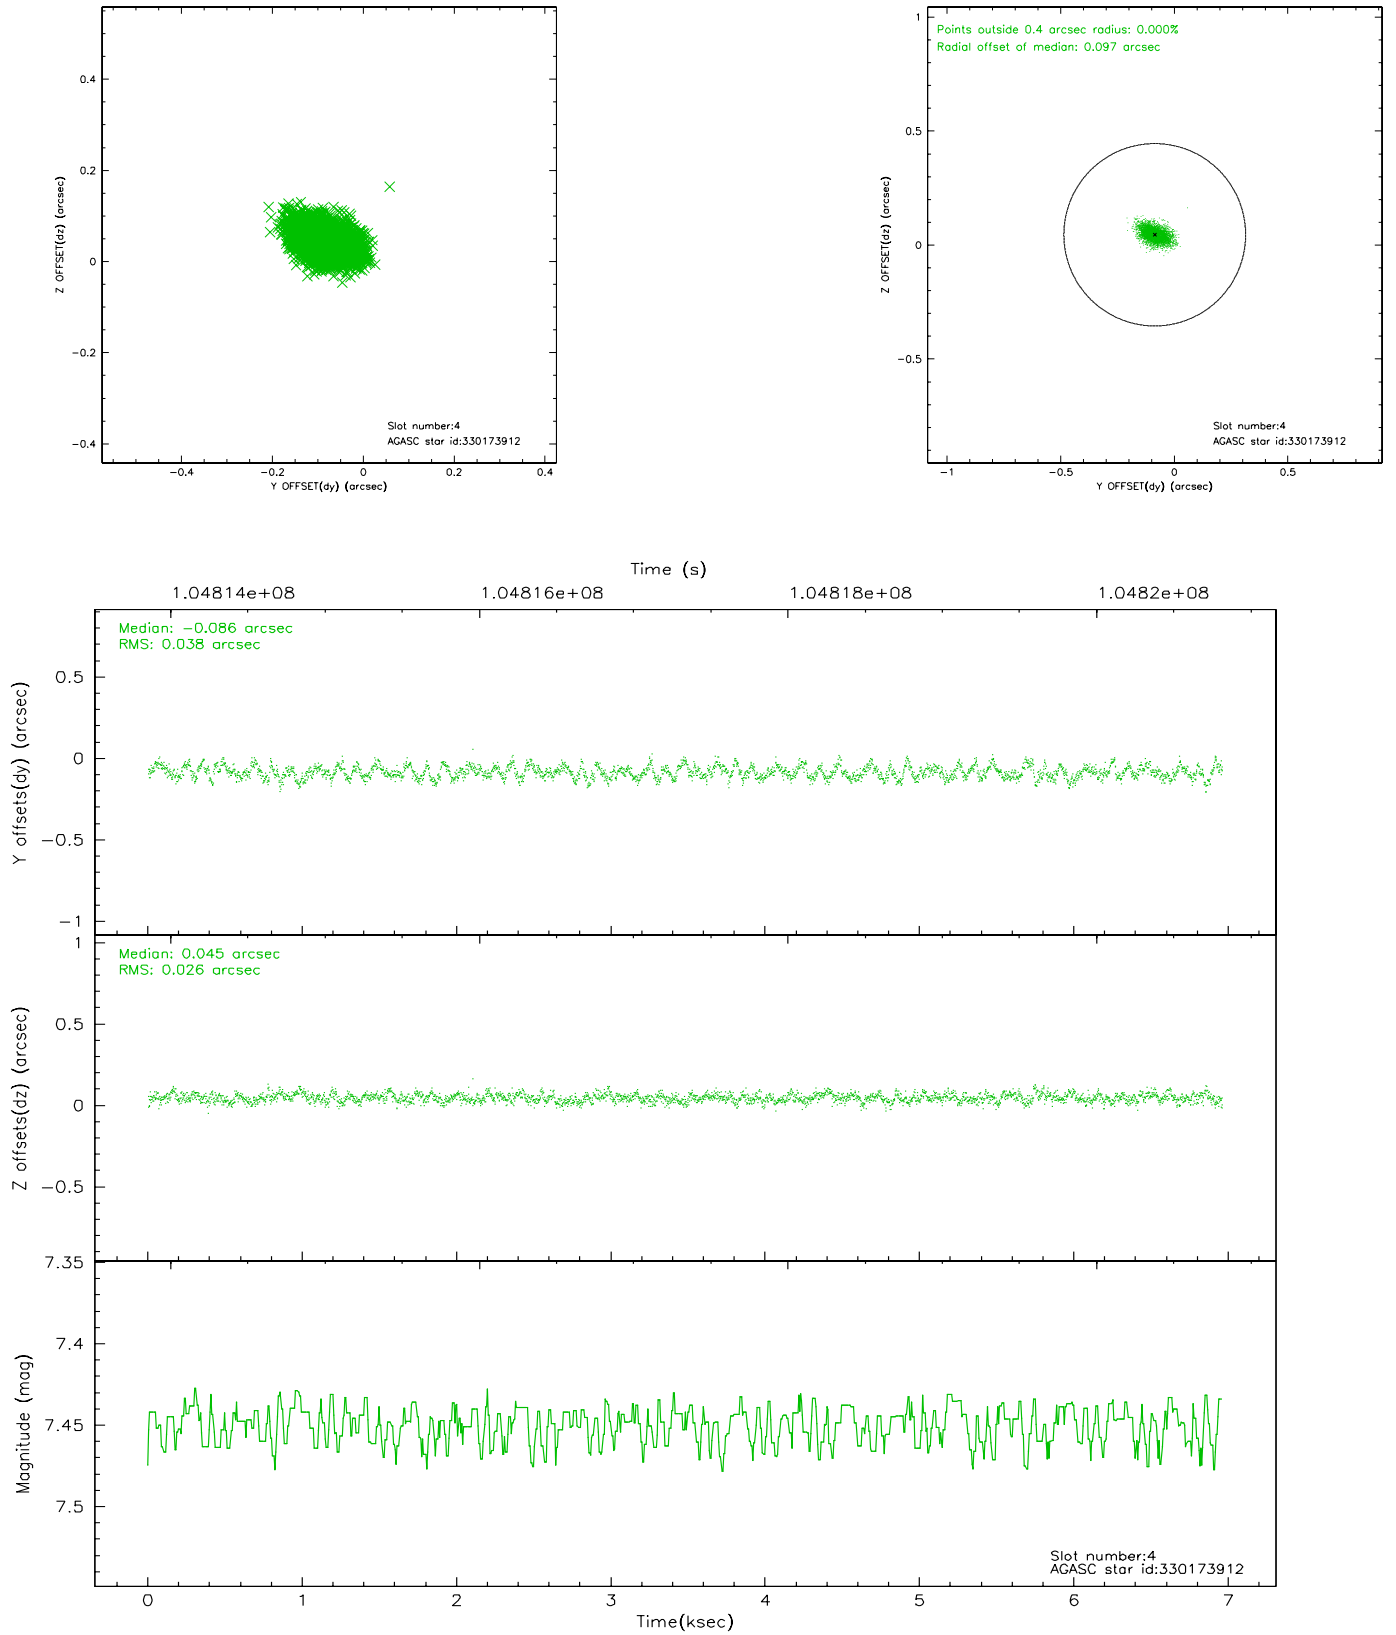 0.4
0.2
0
−0.2
−0.4
Z OFFSET(dz) (arcsec)
Slot number:4
AGASC star id:330173912
−0.4 −0.2 0 0.2 0.4
Y OFFSET(dy) (arcsec)
Points outside 0.4 arcsec radius: 0.000%
Radial offset of median: 0.097 arcsec
1
0.5
0
−0.5
Z OFFSET(dz) (arcsec)
Slot number:4
AGASC star id:330173912
−1 −0.5 0 0.5
Y OFFSET(dy) (arcsec)
Time (s)
1.04814e+08 1.04816e+08 1.04818e+08 1.0482e+08
Median: −0.086 arcsec
RMS: 0.038 arcsec
0.5
0
−0.5
−1
Y offsets(dy) (arcsec)
Median: 0.045 arcsec
RMS: 0.026 arcsec
1
0.5
0
−0.5
Z offsets(dz) (arcsec)
7.35
7.4
7.45
7.5
Magnitude (mag)
Slot number:4
AGASC star id:330173912
0 1 2 3 4 5 6 7
Time(ksec)